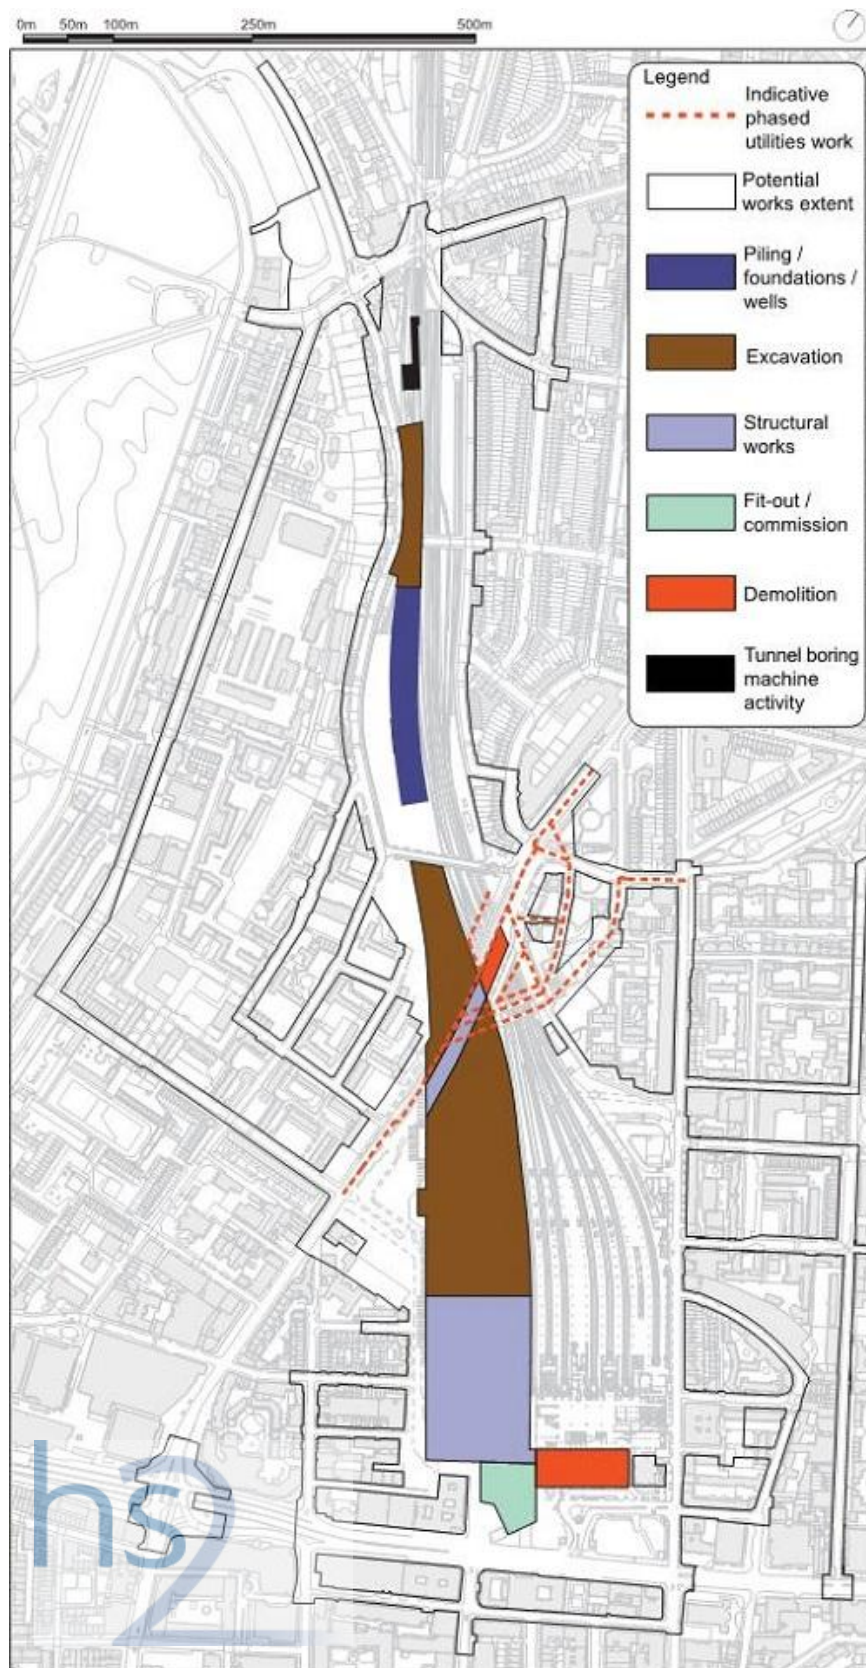 0m 50m 100m 250m 500m
Legend
Indicative
phased
utilities work
Potential
works extent
Piling /
foundations /
wells
Excavation
Structural
works
Fit-out /
commission
Demolition
Tunnel boring
machine
activity
hs2